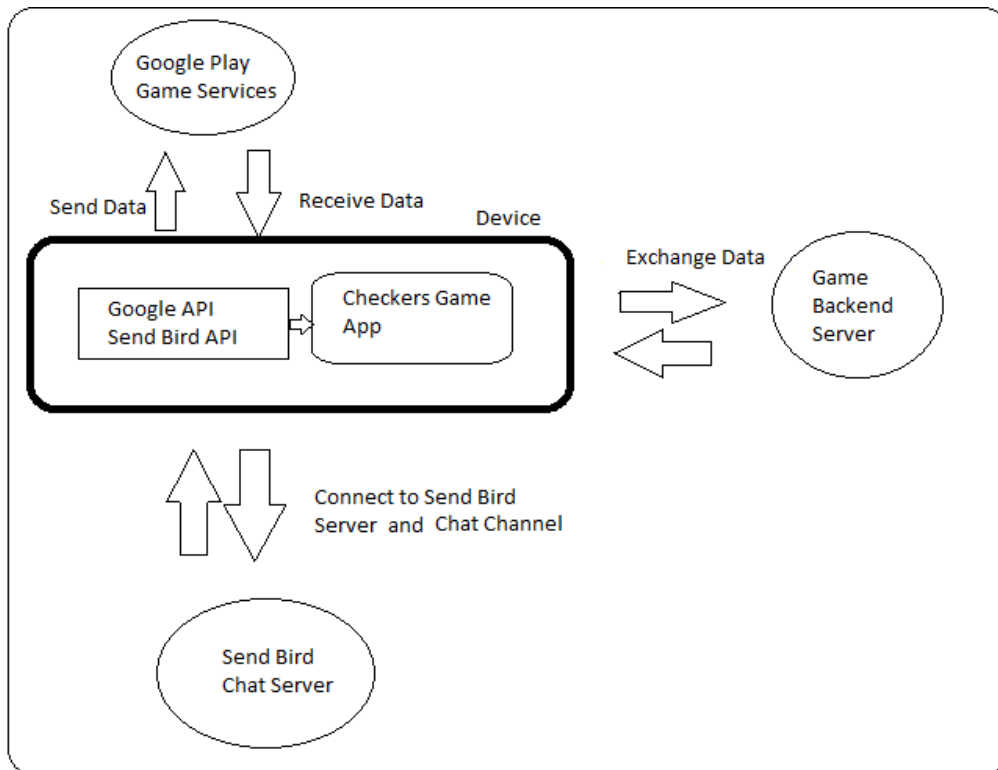 Google Play
Game Services
Send Data
Receive Data
Device
Exchange Data
Google API
Send Bird API
Checkers Game
App
Game
Backend
Server
Connect to Send Bird
Server and Chat Channel
Send Bird
Chat Server